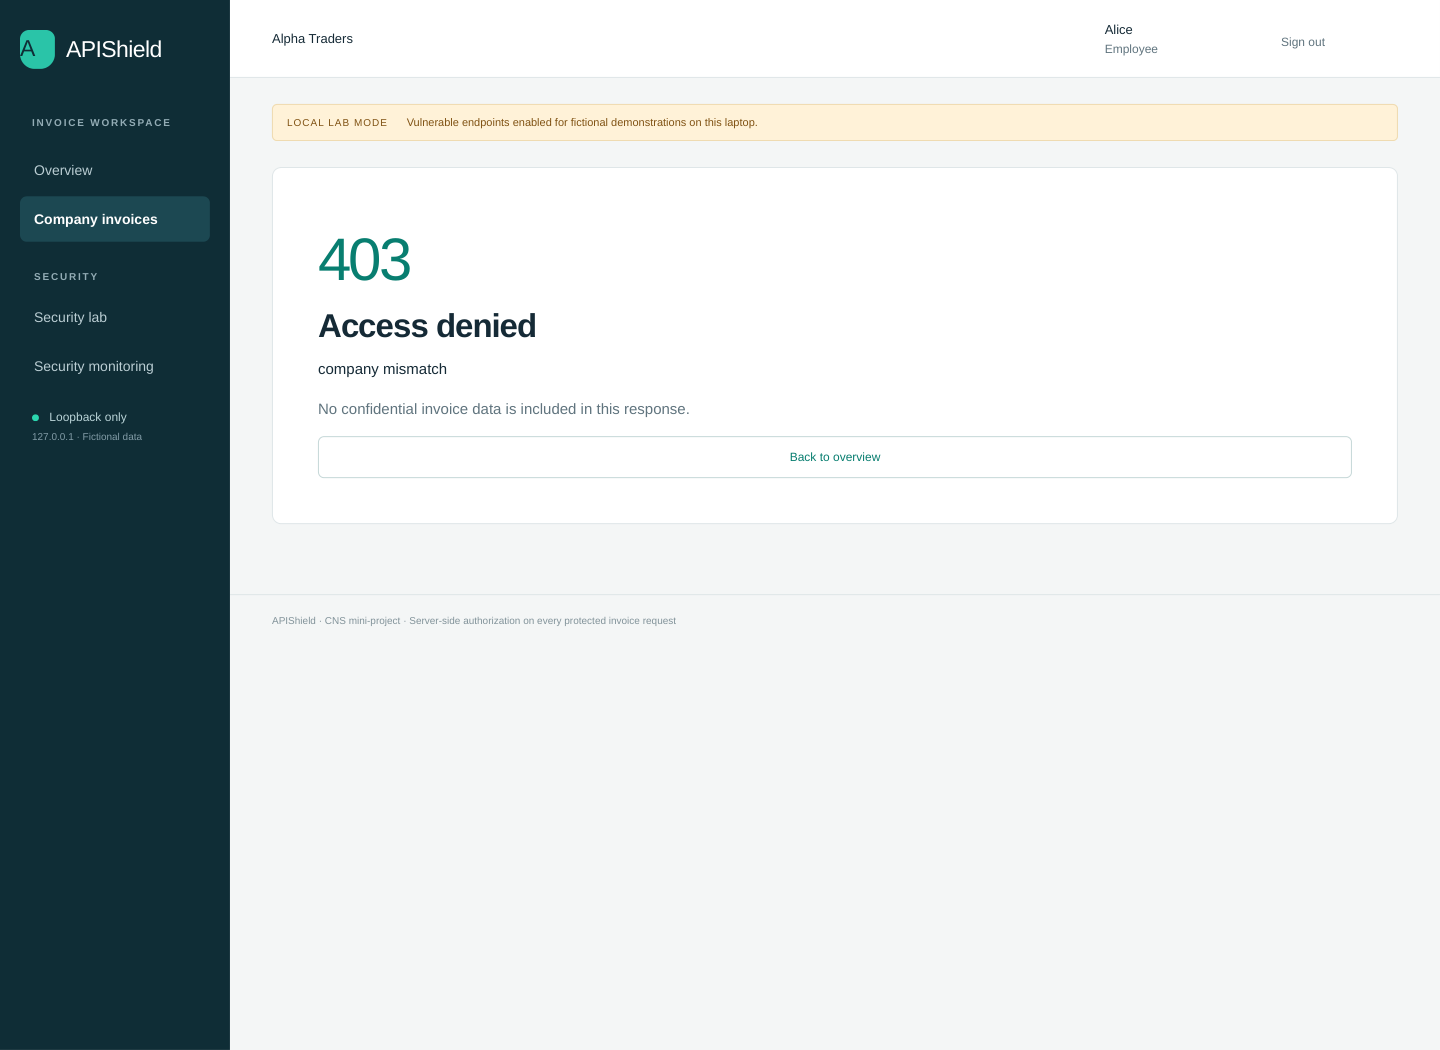 A APIShield
INVOICE WORKSPACE
Overview
Company invoices
SECURITY
Security lab
Security monitoring
Loopback only
127.0.0.1 · Fictional data
Alpha Traders
Alice
Employee
Sign out
LOCAL LAB MODE Vulnerable endpoints enabled for fictional demonstrations on this laptop.
403
Access denied
company mismatch
No confidential invoice data is included in this response.
Back to overview
APIShield · CNS mini-project · Server-side authorization on every protected invoice request